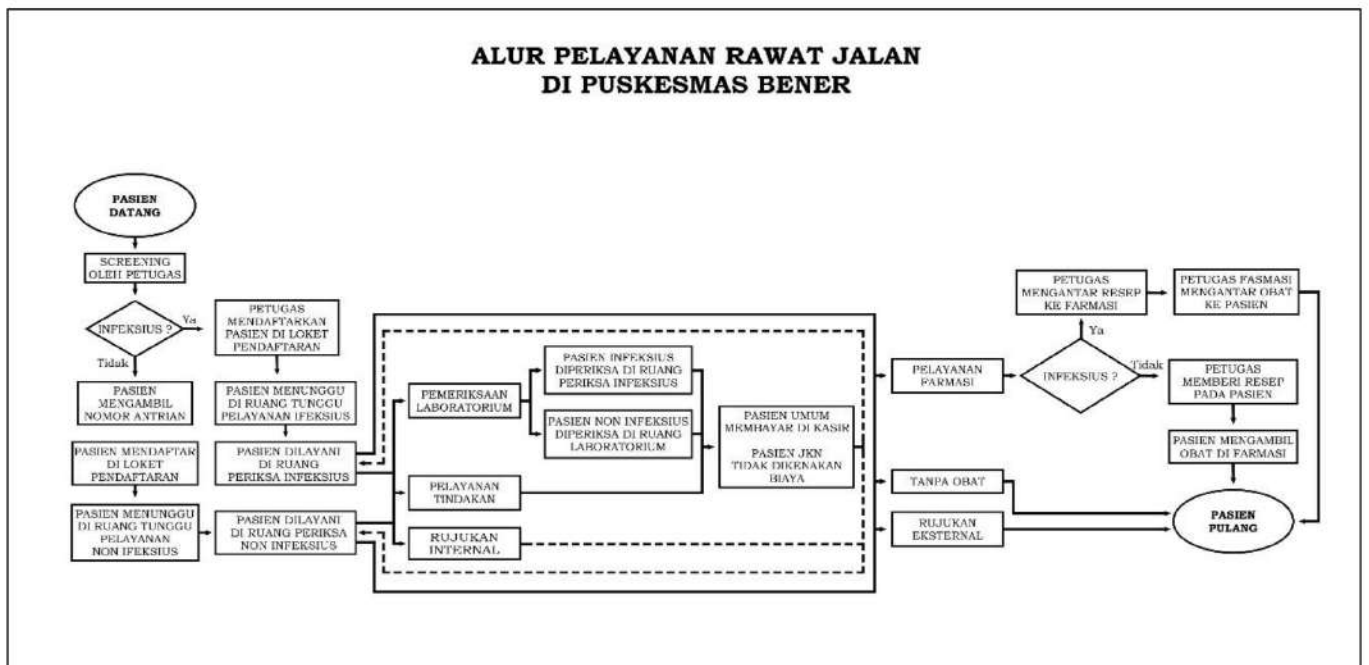 ALUR PELAYANAN RAWAT JALAN
DI PUSKESMAS BENER
PASIEN
DATANG
SCREENING
OLEH PETUGAS
INFEKSIUS ?
Ya
Tidak
PASIEN
MENGAMBIL
NOMOR ANTRIAN
PASIEN MENDAFTAR
DI LOKET
PENDAFTARAN
PASIEN MENUNGGU
DI RUANG TUNGGU
PELAYANAN
NON IFEKSIUS
PETUGAS
MENDAFTARKAN
PASIEN DI LOKET
PENDAFTARAN
PASIEN MENUNGGU
DI RUANG TUNGGU
PELAYANAN IFEKSIUS
PASIEN DILAYANI
DI RUANG
PERIKSA INFEKSIUS
PASIEN DILAYANI
DI RUANG PERIKSA
NON INFEKSIUS
PEMERIKSAAN
LABORATORIUM
PASIEN INFEKSIUS
DIPERIKSA DI RUANG
PERIKSA INFEKSIUS
PASIEN NON INFEKSIUS
DIPERIKSA DI RUANG
LABORATORIUM
PELAYANAN
TINDAKAN
RUJUKAN
INTERNAL
PASIEN UMUM
MEMBAYAR DI KASIR
PASIEN JKN
TIDAK DIKENAKAN
BIAYA
PELAYANAN
FARMASI
TANPA OBAT
RUJUKAN
EKSTERNAL
INFEKSIUS ?
Ya
Tidak
PETUGAS
MENGANTAR RESEP
KE FARMASI
PETUGAS FASMASI
MENGANTAR OBAT
KE PASIEN
PETUGAS
MEMBERI RESEP
PADA PASIEN
PASIEN MENGAMBIL
OBAT DI FARMASI
PASIEN
PULANG